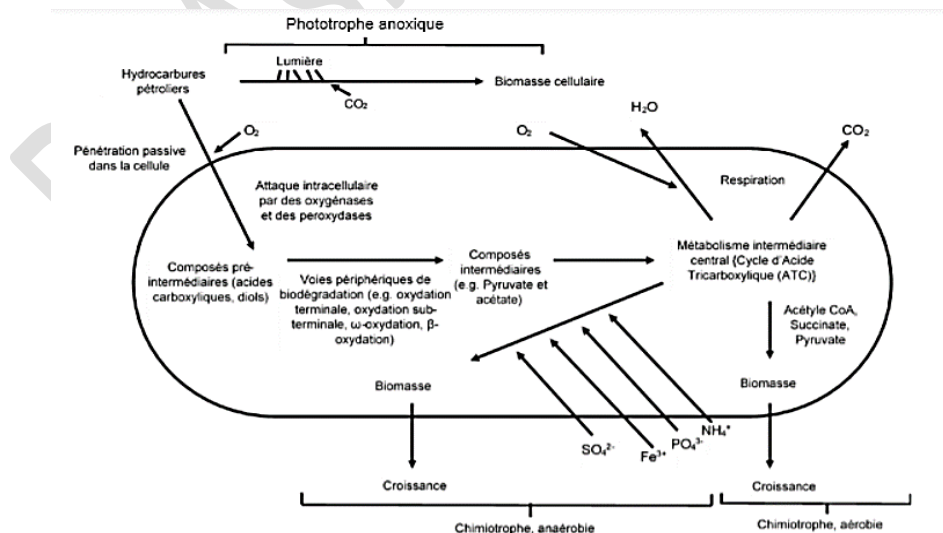 Phototrophe anoxique
Lumière
Hydrocarbures
pétroliers
Biomasse cellulaire
CO₂
H₂O
O₂
O₂
CO₂
Pénétration passive
dans la cellule
Attaque intracellulaire
par des oxygénases
et des peroxydases
Respiration
Composés pré-
intermédiaires (acides
carboxyliques, diols)
Voies périphériques de
biodégradation (e.g. oxydation
terminale, oxydation sub-
terminale, ω-oxydation, β-
oxydation)
Composés
intermédiaires
(e.g. Pyruvate et
acétate)
Métabolisme intermédiaire
central {Cycle d'Acide
Tricarboxylique (ATC)}
Acétyle CoA,
Succinate,
Pyruvate
Biomasse
Biomasse
SO₄²⁻
Fe³⁺
PO₄³⁻
NH₄⁺
Croissance
Croissance
Chimiotrophe, anaérobie
Chimiotrophe, aérobie